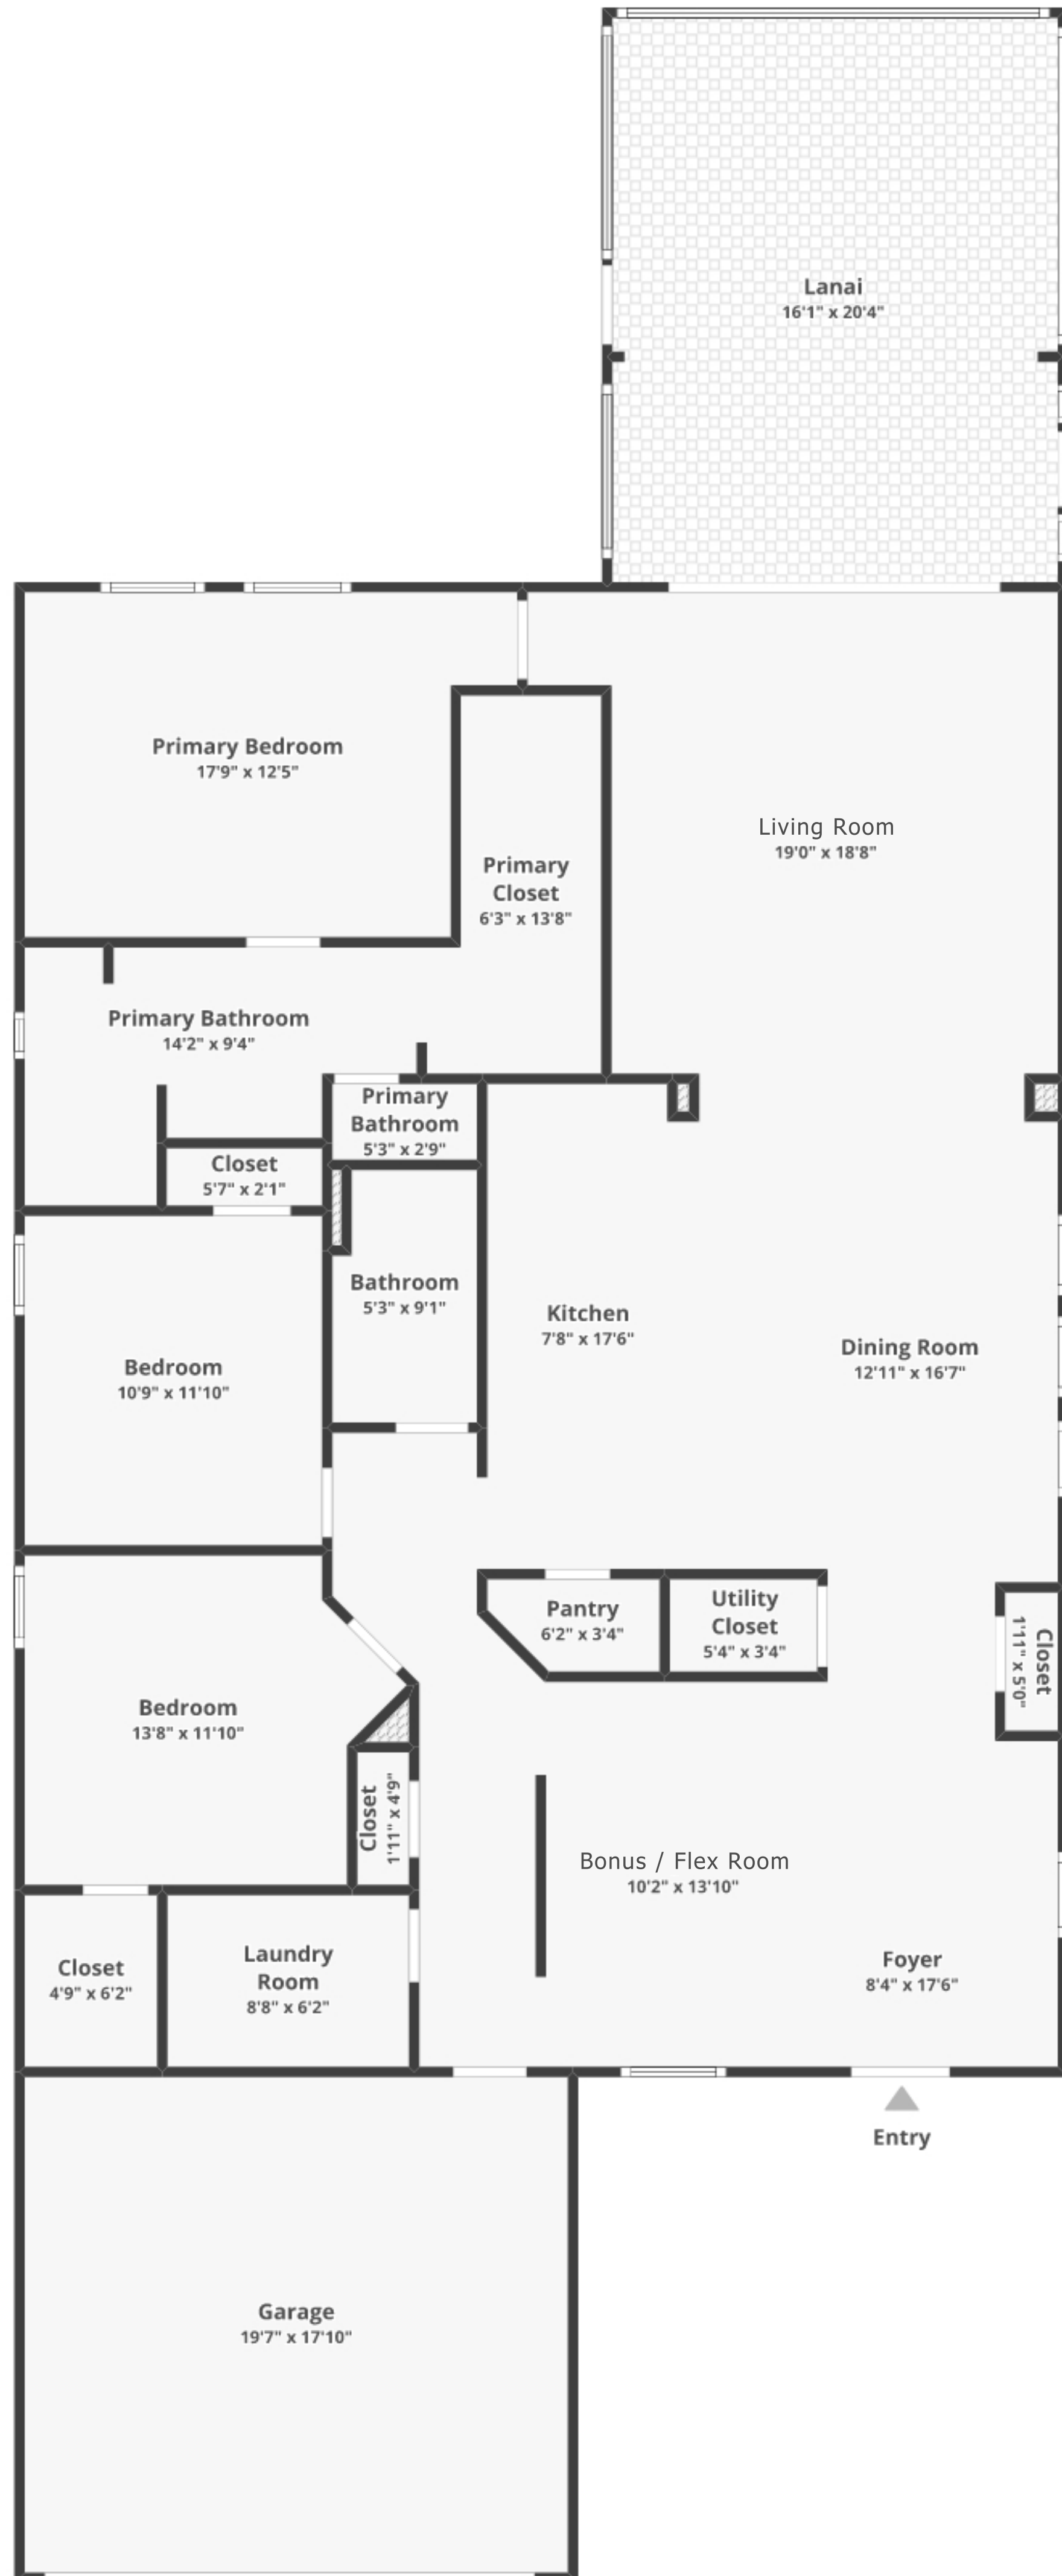 Lanai
16'1" x 20'4"
Primary Bedroom
17'9" x 12'5"
Living Room
19'0" x 18'8"
Primary
Closet
6'3" x 13'8"
Primary Bathroom
14'2" x 9'4"
Primary
Bathroom
5'3" x 2'9"
Closet
5'7" x 2'1"
Bathroom
5'3" x 9'1"
Kitchen
7'8" x 17'6"
Dining Room
12'11" x 16'7"
Bedroom
10'9" x 11'10"
Pantry
6'2" x 3'4"
Utility
Closet
5'4" x 3'4"
Closet
1'11" x 5'0"
Bedroom
13'8" x 11'10"
Closet
1'11" x 4'9"
Bonus / Flex Room
10'2" x 13'10"
Closet
4'9" x 6'2"
Laundry
Room
8'8" x 6'2"
Foyer
8'4" x 17'6"
Entry
Garage
19'7" x 17'10"